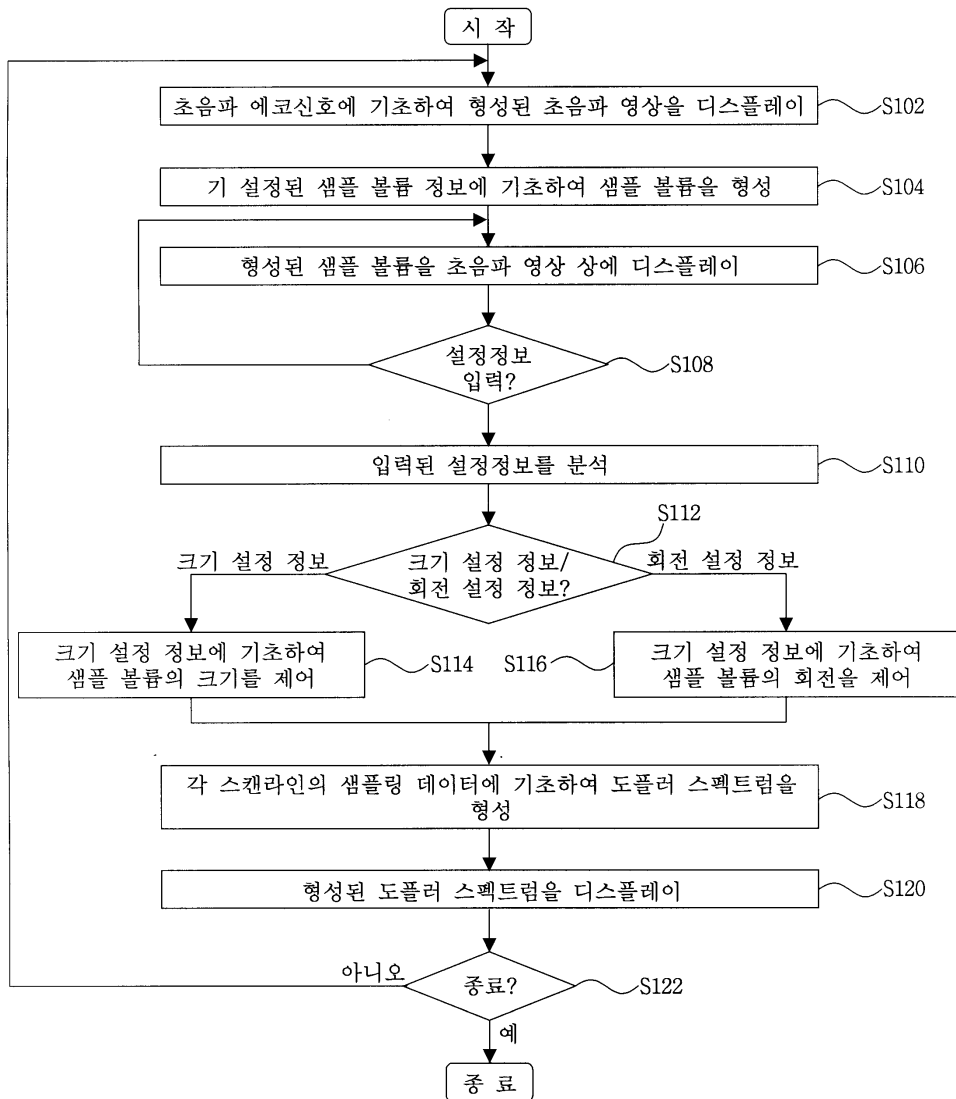 시 작
초음파 에코신호에 기초하여 형성된 초음파 영상을 디스플레이
S102
기 설정된 샘플 볼륨 정보에 기초하여 샘플 볼륨을 형성
S104
형성된 샘플 볼륨을 초음파 영상 상에 디스플레이
S106
설정정보
입력?
S108
입력된 설정정보를 분석
S110
S112
크기 설정 정보
크기 설정 정보/
회전 설정 정보?
회전 설정 정보
크기 설정 정보에 기초하여
샘플 볼륨의 크기를 제어
S114
S116
크기 설정 정보에 기초하여
샘플 볼륨의 회전을 제어
각 스캔라인의 샘플링 데이터에 기초하여 도플러 스펙트럼을
형성
S118
형성된 도플러 스펙트럼을 디스플레이
S120
아니오
종료?
S122
예
종 료